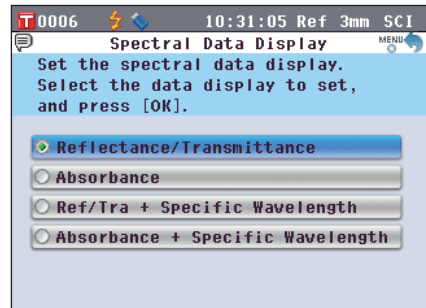 T0006 10:31:05 Ref 3mm SCI
Spectral Data Display MENU
Set the spectral data display.
Select the data display to set,
and press [OK].
Reflectance/Transmittance
Absorbance
Ref/Tra + Specific Wavelength
Absorbance + Specific Wavelength